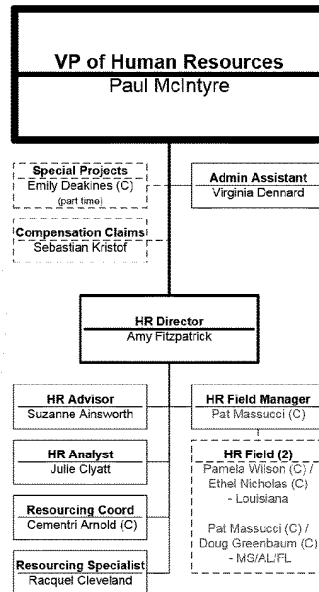 VP of Human Resources
Paul McIntyre
Special Projects
Emily Deakines (C)
(part time)
Admin Assistant
Virginia Dennard
Compensation Claims
Sebastian Kristof
HR Director
Amy Fitzpatrick
HR Advisor
Suzanne Ainsworth
HR Field Manager
Pat Massucci (C)
HR Analyst
Julie Clyatt
HR Field (2)
Pamela Wilson (C) /
Ethel Nicholas (C)
- Louisiana
Pat Massucci (C) /
Doug Greenbaum (C)
- MS/AL/FL
Resourcing Coord
Cementri Arnold (C)
Resourcing Specialist
Racquel Cleveland